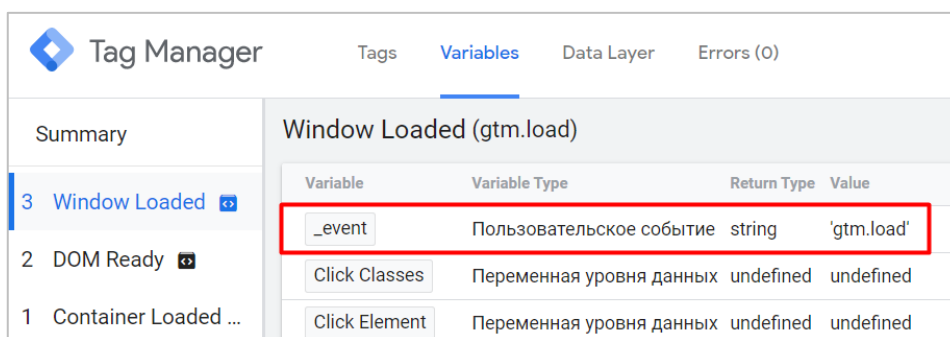 Tag Manager Tags Variables Data Layer Errors (0)
Summary
3 Window Loaded
2 DOM Ready
1 Container Loaded ...
Window Loaded (gtm.load)
Variable Variable Type Return Type Value
_event Пользовательское событие string 'gtm.load'
Click Classes Переменная уровня данных undefined undefined
Click Element Переменная уровня данных undefined undefined